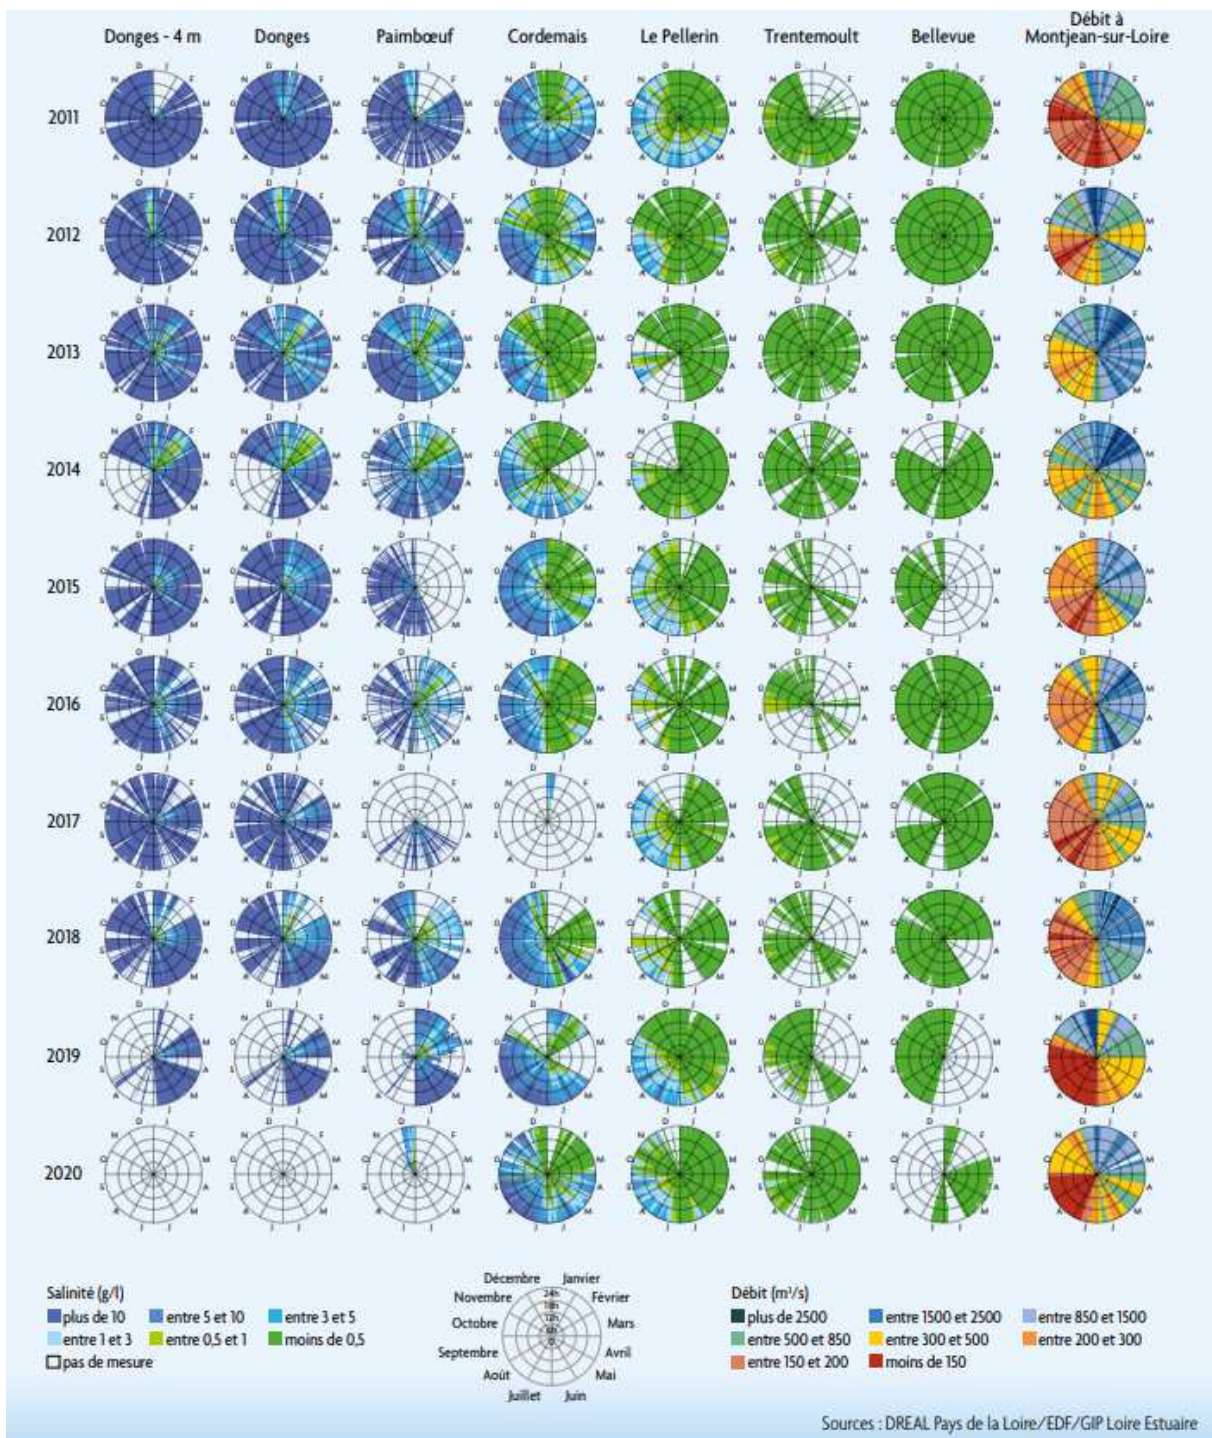 Donges - 4 m Donges Paimbœuf Cordemais Le Pellerin Trentemoult Bellevue Débit à
Montjean-sur-Loire
2011
2012
2013
2014
2015
2016
2017
2018
2019
2020
Salinité (g/l)
plus de 10 entre 5 et 10 entre 3 et 5
entre 1 et 3 entre 0,5 et 1 moins de 0,5
pas de mesure
Décembre Janvier
Novembre Février
Octobre Mars
Septembre Avril
Août Mai
Juillet Juin
24h
18h
12h
6h
0
Débit (m³/s)
plus de 2500 entre 1500 et 2500 entre 850 et 1500
entre 500 et 850 entre 300 et 500 entre 200 et 300
entre 150 et 200 moins de 150
Sources : DREAL Pays de la Loire/EDF/GIP Loire Estuaire